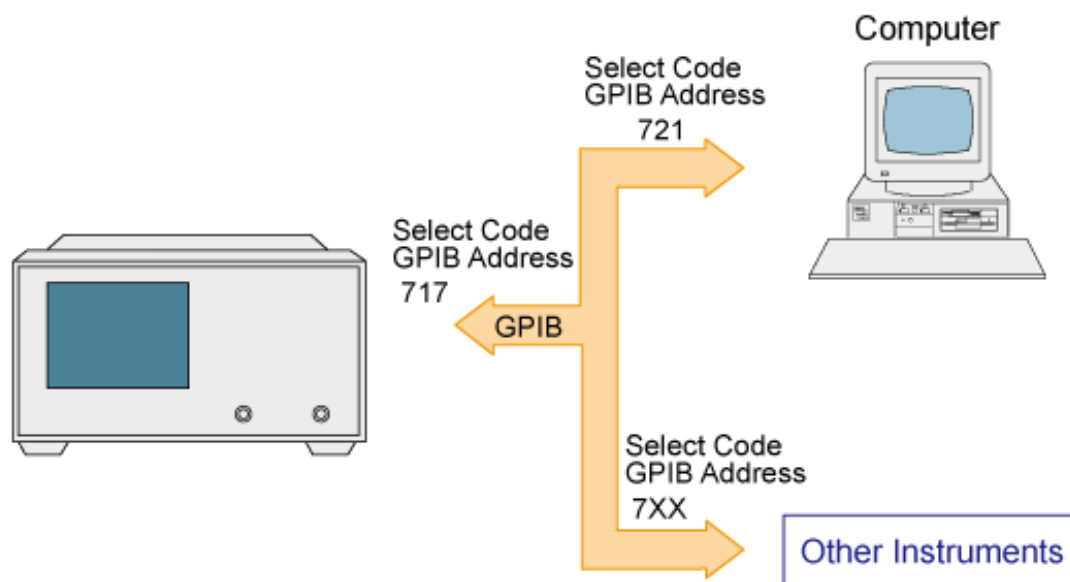 Computer
Select Code
GPIB Address
721
Select Code
GPIB Address
717
GPIB
Select Code
GPIB Address
7XX
Other Instruments